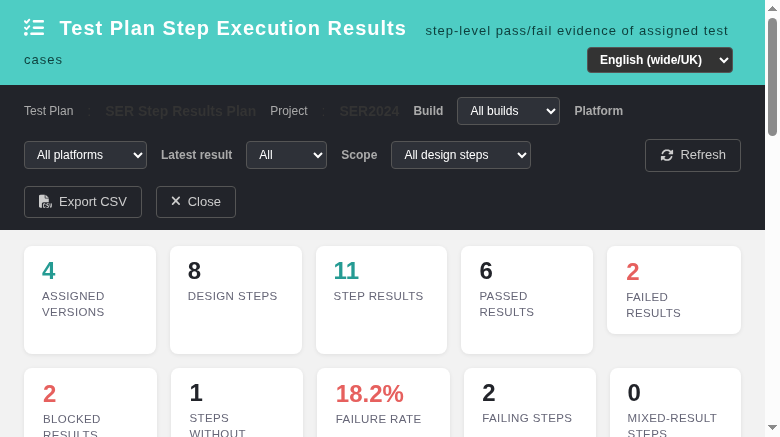 Test Plan Step Execution Results step-level pass/fail evidence of assigned test
cases
English (wide/UK)
Test Plan : SER Step Results Plan Project : SER2024 Build All builds Platform
All platforms Latest result All Scope All design steps Refresh
Export CSV Close
4
ASSIGNED
VERSIONS
8
DESIGN STEPS
11
STEP RESULTS
6
PASSED
RESULTS
2
FAILED
RESULTS
2
BLOCKED
RESULTS
1
STEPS
WITHOUT
18.2%
FAILURE RATE
2
FAILING STEPS
0
MIXED-RESULT
STEPS